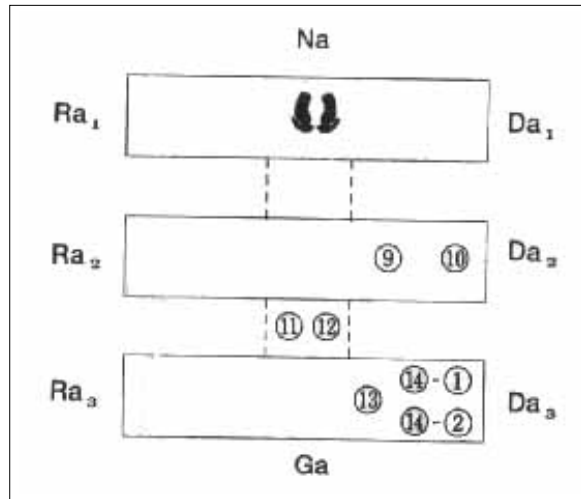 Na
Ra₁ Da₁
Ra₂ ⑨ ⑩ Da₂
⑪ ⑫
⑭-①
Ra₃ ⑬ Da₃
⑭-②
Ga